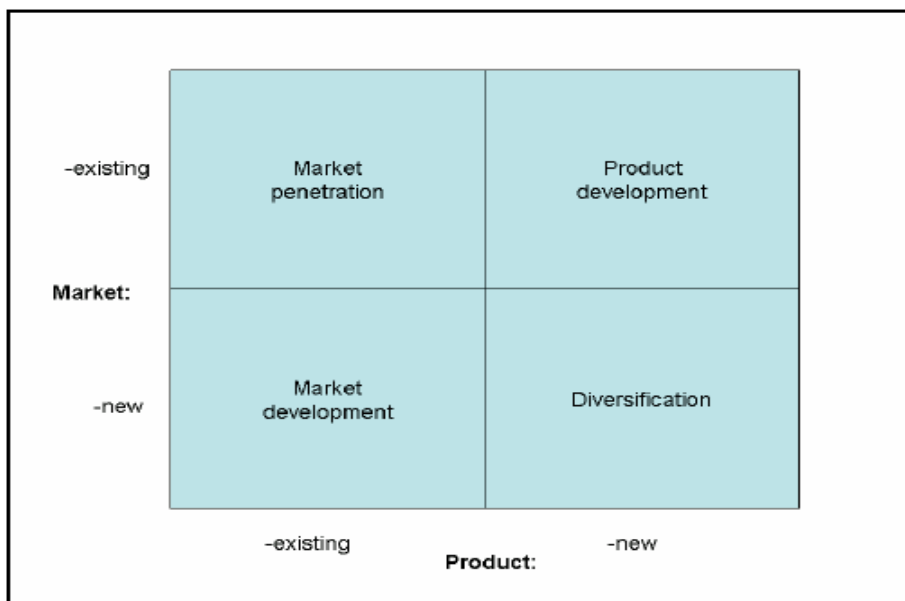 -existing
Market
penetration
Product
development
Market:
-new
Market
development
Diversification
-existing
-new
Product: